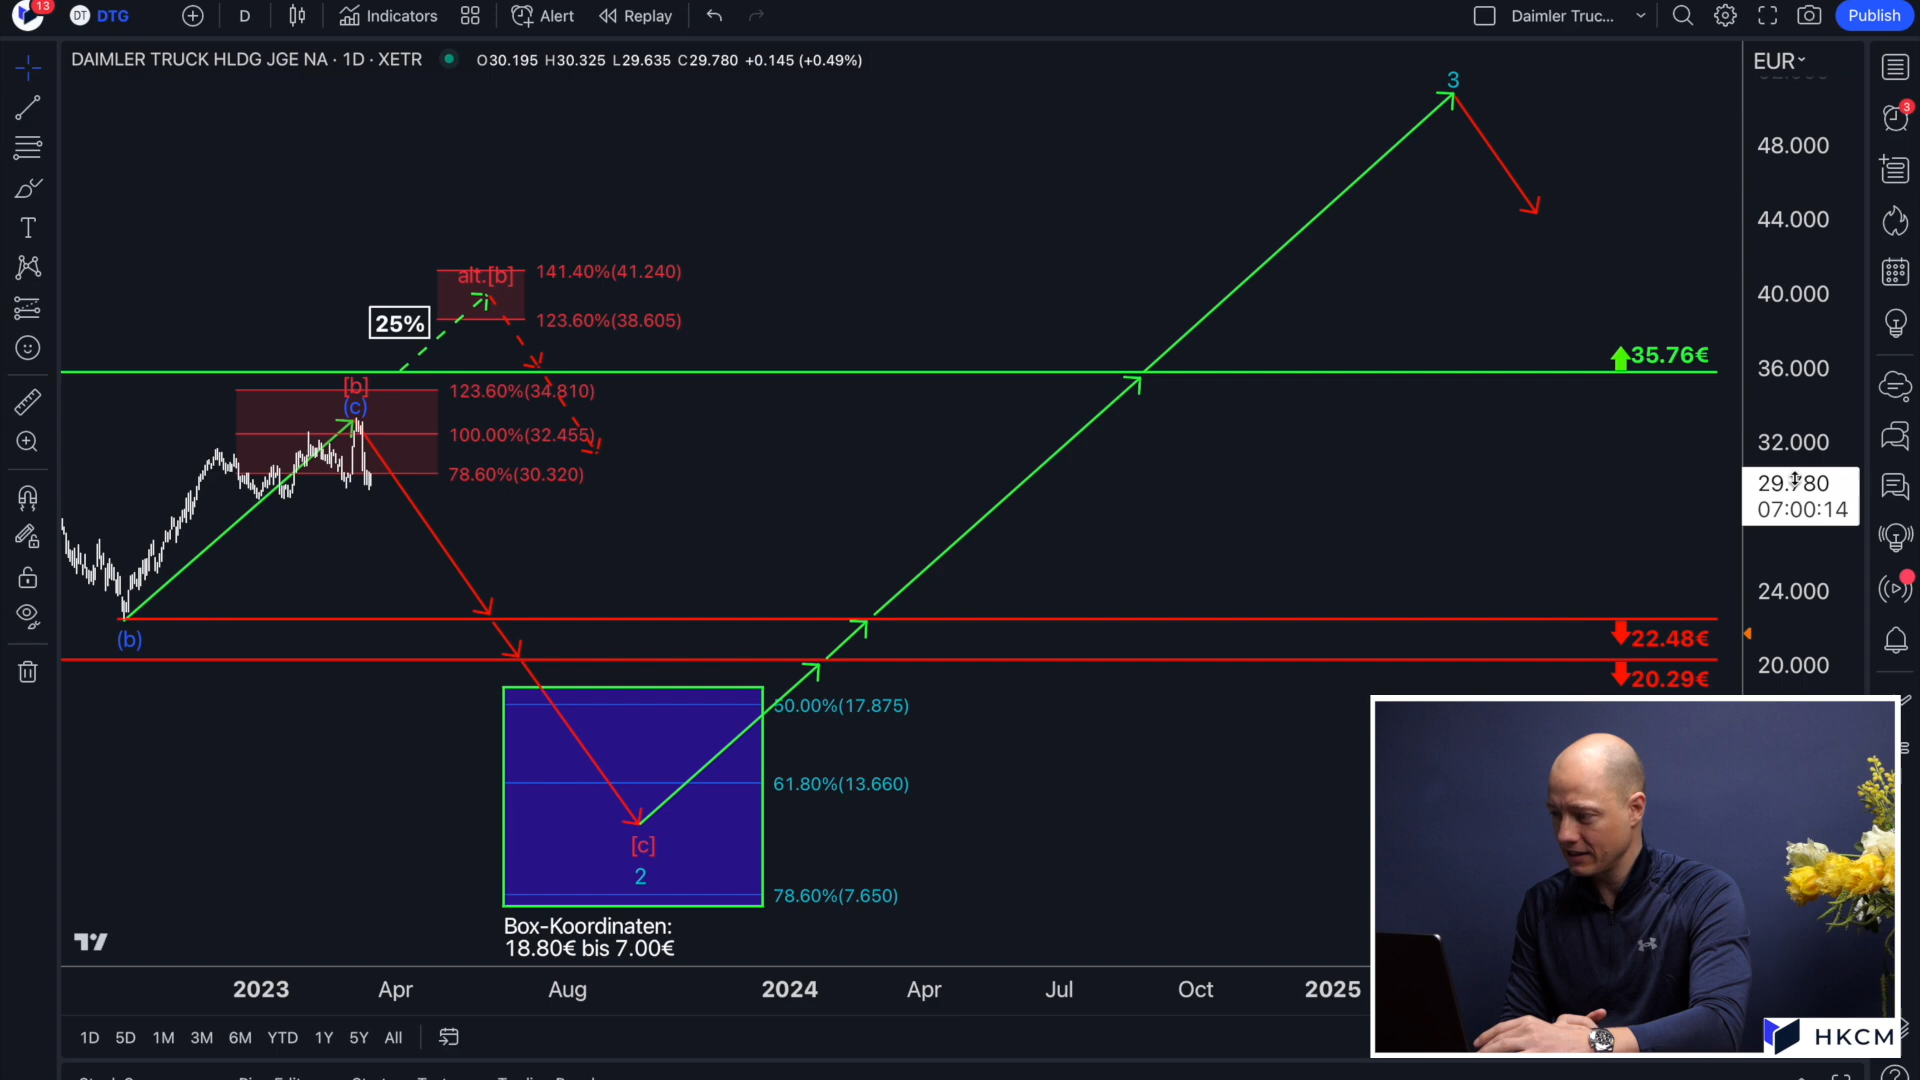 13
DT DTG
D
Indicators
Alert
Replay
Daimler Truc...
Publish
DAIMLER TRUCK HLDG JGE NA · 1D · XETR
O30.195 H30.325 L29.635 C29.780 +0.145 (+0.49%)
EUR
3
3
48.000
44.000
40.000
36.000
32.000
29.780
07:00:14
24.000
20.000
alt.[b]
141.40%(41.240)
123.60%(38.605)
25%
35.76€
[b]
(c)
123.60%(34.810)
100.00%(32.455)
78.60%(30.320)
(b)
22.48€
20.29€
50.00%(17.875)
61.80%(13.660)
78.60%(7.650)
[c]
2
Box-Koordinaten:
18.80€ bis 7.00€
2023 Apr Aug 2024 Apr Jul Oct 2025
1D 5D 1M 3M 6M YTD 1Y 5Y All
HKCM